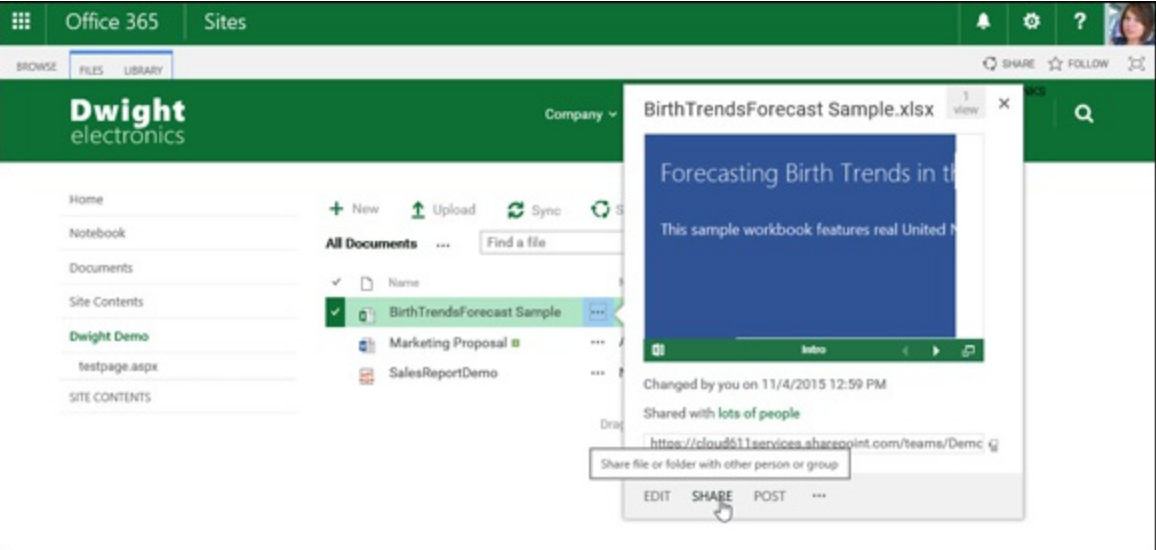 Office 365 Sites ?
BROWSE FILES LIBRARY SHARE FOLLOW
Dwight
electronics
Company
BirthTrendsForecast Sample.xlsx
1
view
Forecasting Birth Trends in
This sample workbook features real United
Intro
Changed by you on 11/4/2015 12:59 PM
Shared with lots of people
https://cloud611services.sharepoint.com/teams/Demo
Share file or folder with other person or group
EDIT SHARE POST ...
Home
Notebook
Documents
Site Contents
Dwight Demo
testpage.aspx
SITE CONTENTS
+ New Upload Sync
All Documents ... Find a file
Name
BirthTrendsForecast Sample ...
Marketing Proposal ...
SalesReportDemo ...